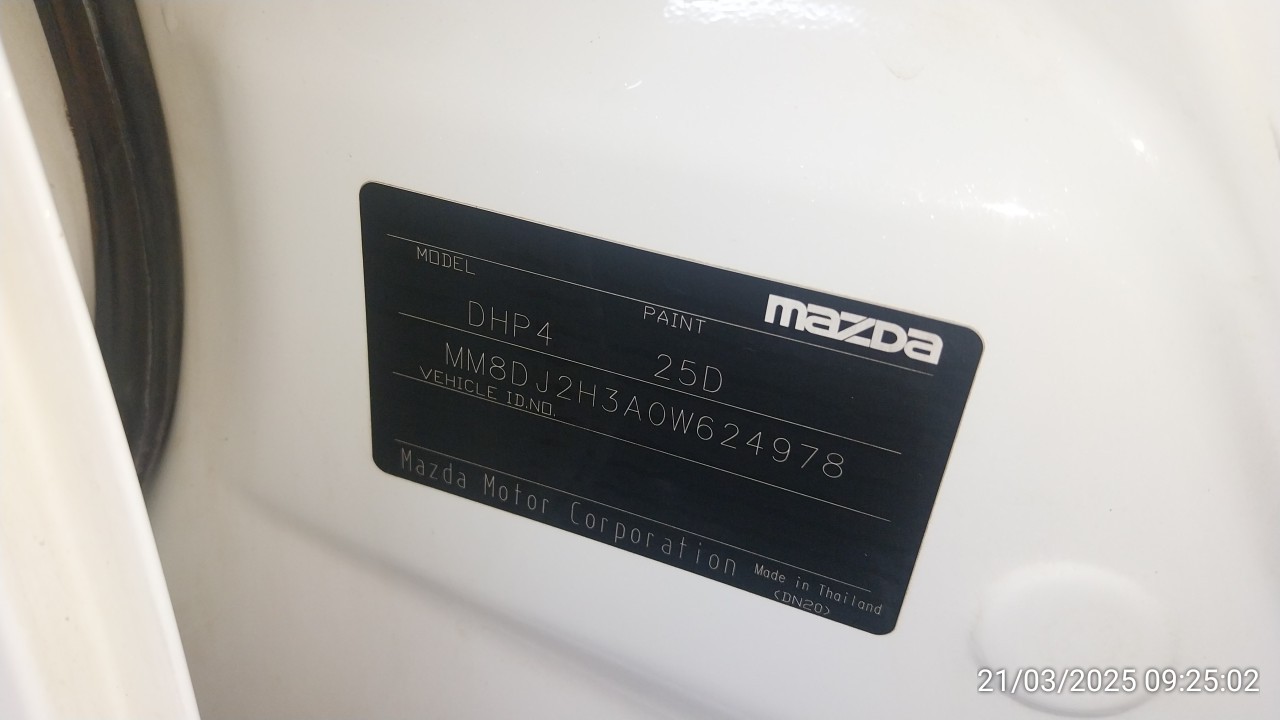 MODEL
PAINT
mazda
DHP4
25D
MM8DJ2H3A0W624978
VEHICLE ID.NO.
Mazda Motor Corporation
Made in Thailand
(DN20)
21/03/2025 09:25:02